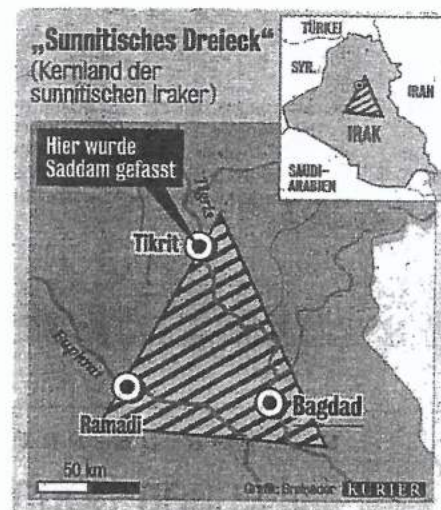 „Sunnitisches Dreieck“
(Kernland der
sunnitischen Iraker)
TÜRKEI
SYR.
IRAN
IRAK
SAUDI-
ARABIEN
Hier wurde
Saddam gefasst
Tigris
Tikrit
Euphrat
Ramadi
Bagdad
50 km
Grafik: KURIER